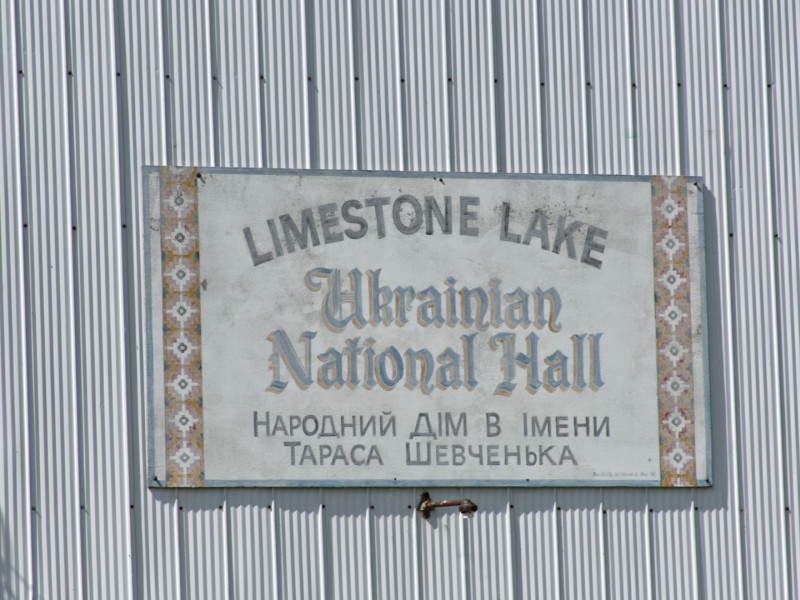 LIMESTONE LAKE
Ukrainian
National Hall
НАРОДНИЙ ДІМ В ІМЕНИ
ТАРАСА ШЕВЧЕНЬКА